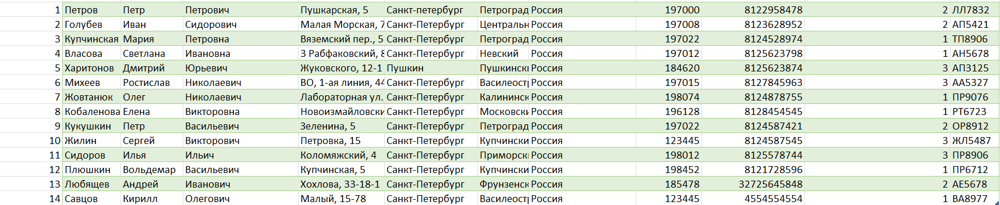 1 Петров Петр Петрович Пушкарская, 5 Санкт-петербург Петроград Россия 197000 8122958478 2 ЛЛ7832
2 Голубев Иван Сидорович Малая Морская, 7 Санкт-Петербург Центральн Россия 197008 8123628952 2 АП5421
3 Купчинская Мария Петровна Вяземский пер., 5 Санкт-Петербург Петроград Россия 197022 8124528974 1 ТП8906
4 Власова Светлана Ивановна 3 Рабфаковский, 8 Санкт-Петербург Невский Россия 197012 8125623798 1 АН5678
5 Харитонов Дмитрий Юрьевич Жуковского, 12-1 Пушкин Пушкинск Россия 184620 8125623874 3 АП3125
6 Михеев Ростислав Николаевич ВО, 1-ая линия, 44 Санкт-Петербург Василеост Россия 197015 8127845963 3 АА5327
7 Жовтанюк Олег Николаевич Лабораторная ул. Санкт-Петербург Калининск Россия 198074 8124878755 1 ПР9076
8 Кобаленова Елена Викторовна Новоизмайловски Санкт-Петербург Московски Россия 196128 8128454545 1 РТ6723
9 Кукушкин Петр Васильевич Зеленина, 5 Санкт-Петербург Петроград Россия 197022 8124587421 2 ОР8912
10 Жилин Сергей Викторович Петровка, 15 Санкт-Петербург Купчински Россия 123445 8124587545 3 ЖЛ5487
11 Сидоров Илья Ильич Коломяжский, 4 Санкт-Петербург Приморск Россия 198012 8125578744 3 ПР8906
12 Плюшкин Вольдемар Васильевич Купчинская, 5 Санкт-Петербург Купчински Россия 198452 8121728596 1 ПР6712
13 Любящев Андрей Иванович Хохлова, 33-18-1 Санкт-Петербург Фрунзенск Россия 185478 32725645848 2 АЕ5678
14 Савцов Кирилл Олегович Малый, 15-78 Санкт-Петербург Василеост Россия 123445 4554554554 1 ВА8977